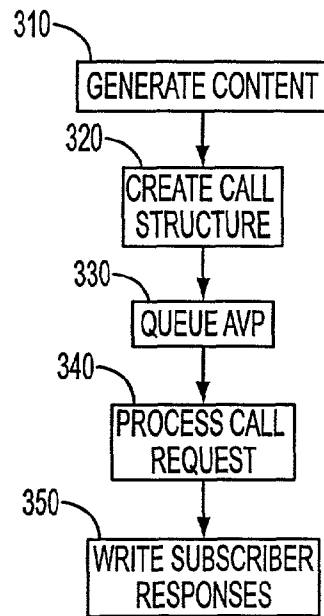 310
GENERATE CONTENT
320
CREATE CALL
STRUCTURE
330
QUEUE AVP
340
PROCESS CALL
REQUEST
350
WRITE SUBSCRIBER
RESPONSES